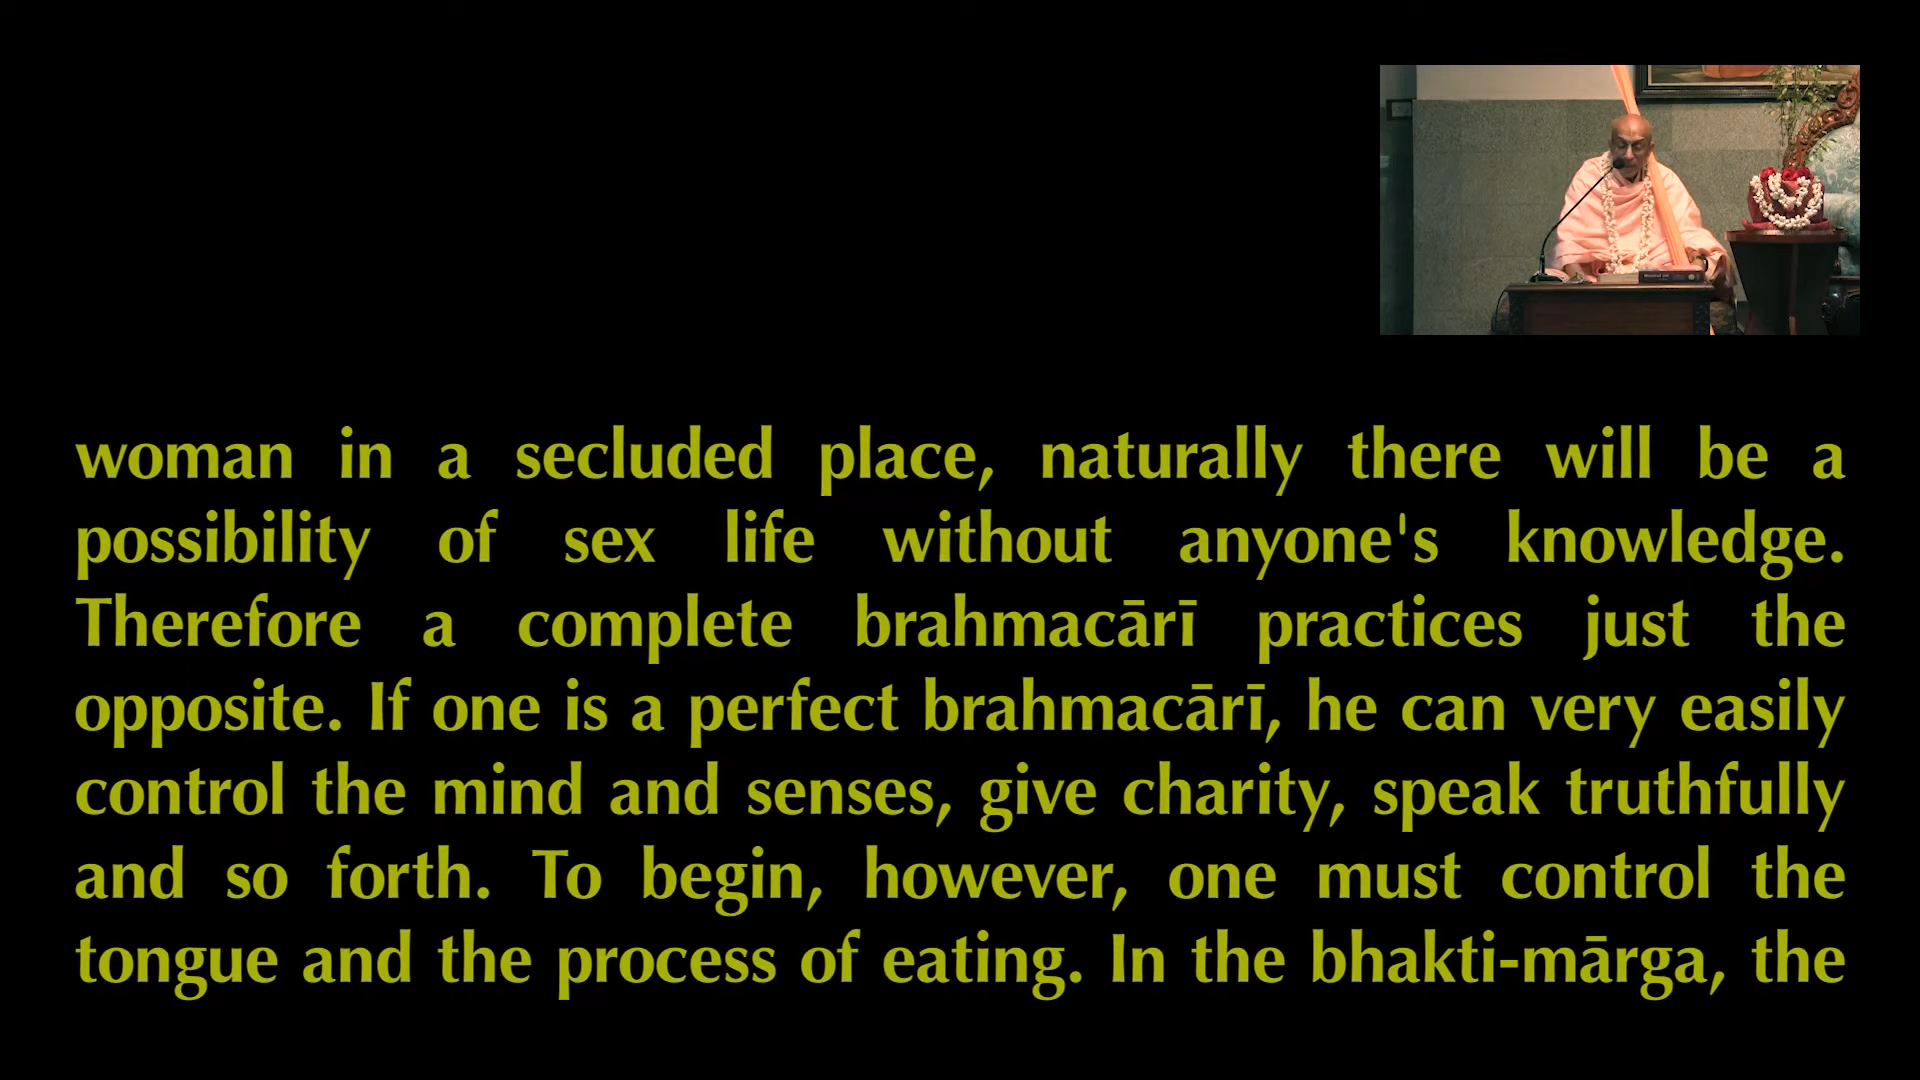 woman in a secluded place, naturally there will be a
possibility of sex life without anyone's knowledge.
Therefore a complete brahmacārī practices just the
opposite. If one is a perfect brahmacārī, he can very easily
control the mind and senses, give charity, speak truthfully
and so forth. To begin, however, one must control the
tongue and the process of eating. In the bhakti-mārga, the